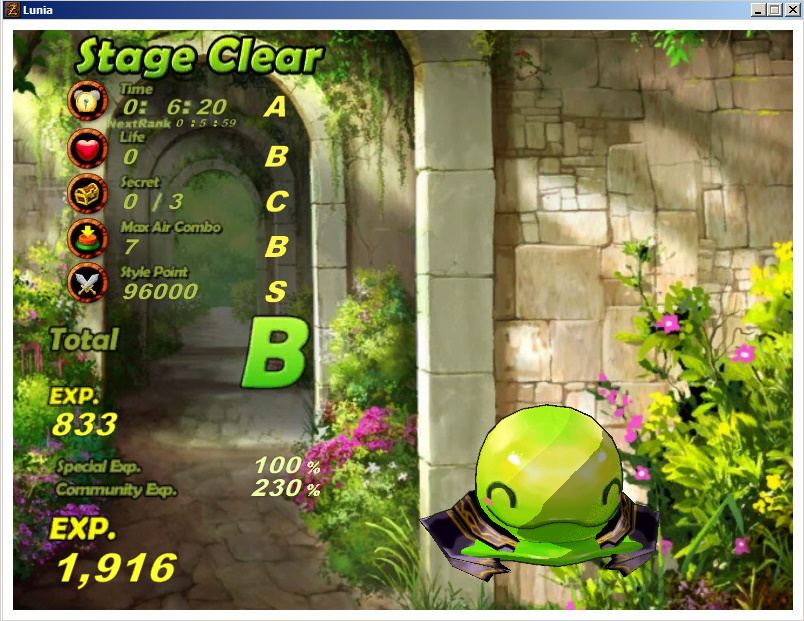 Lunia
Stage Clear
Time
0: 6: 20 A
NextRank 0 : 5 : 59
Life
0 B
Secret
0 / 3 C
Max Air Combo
7 B
Style Point
96000 S
Total B
EXP.
833
Special Exp. 100 %
Community Exp. 230 %
EXP.
1,916